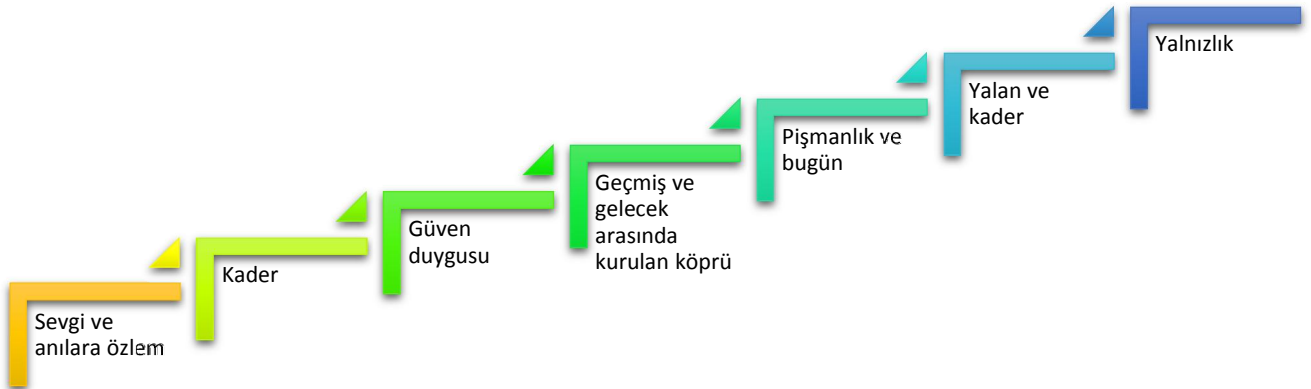 Sevgi ve
anılara özlem
Kader
Güven
duygusu
Geçmiş ve
gelecek
arasında
kurulan köprü
Pişmanlık ve
bugün
Yalan ve
kader
Yalnızlık